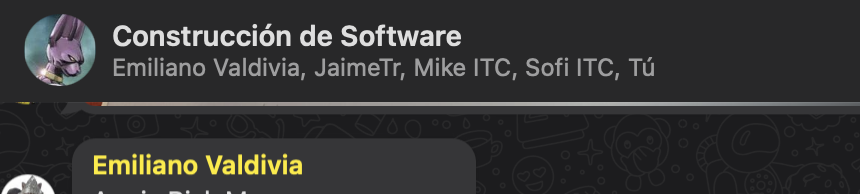 Construcción de Software
Emiliano Valdivia, JaimeTr, Mike ITC, Sofi ITC, Tú
Emiliano Valdivia